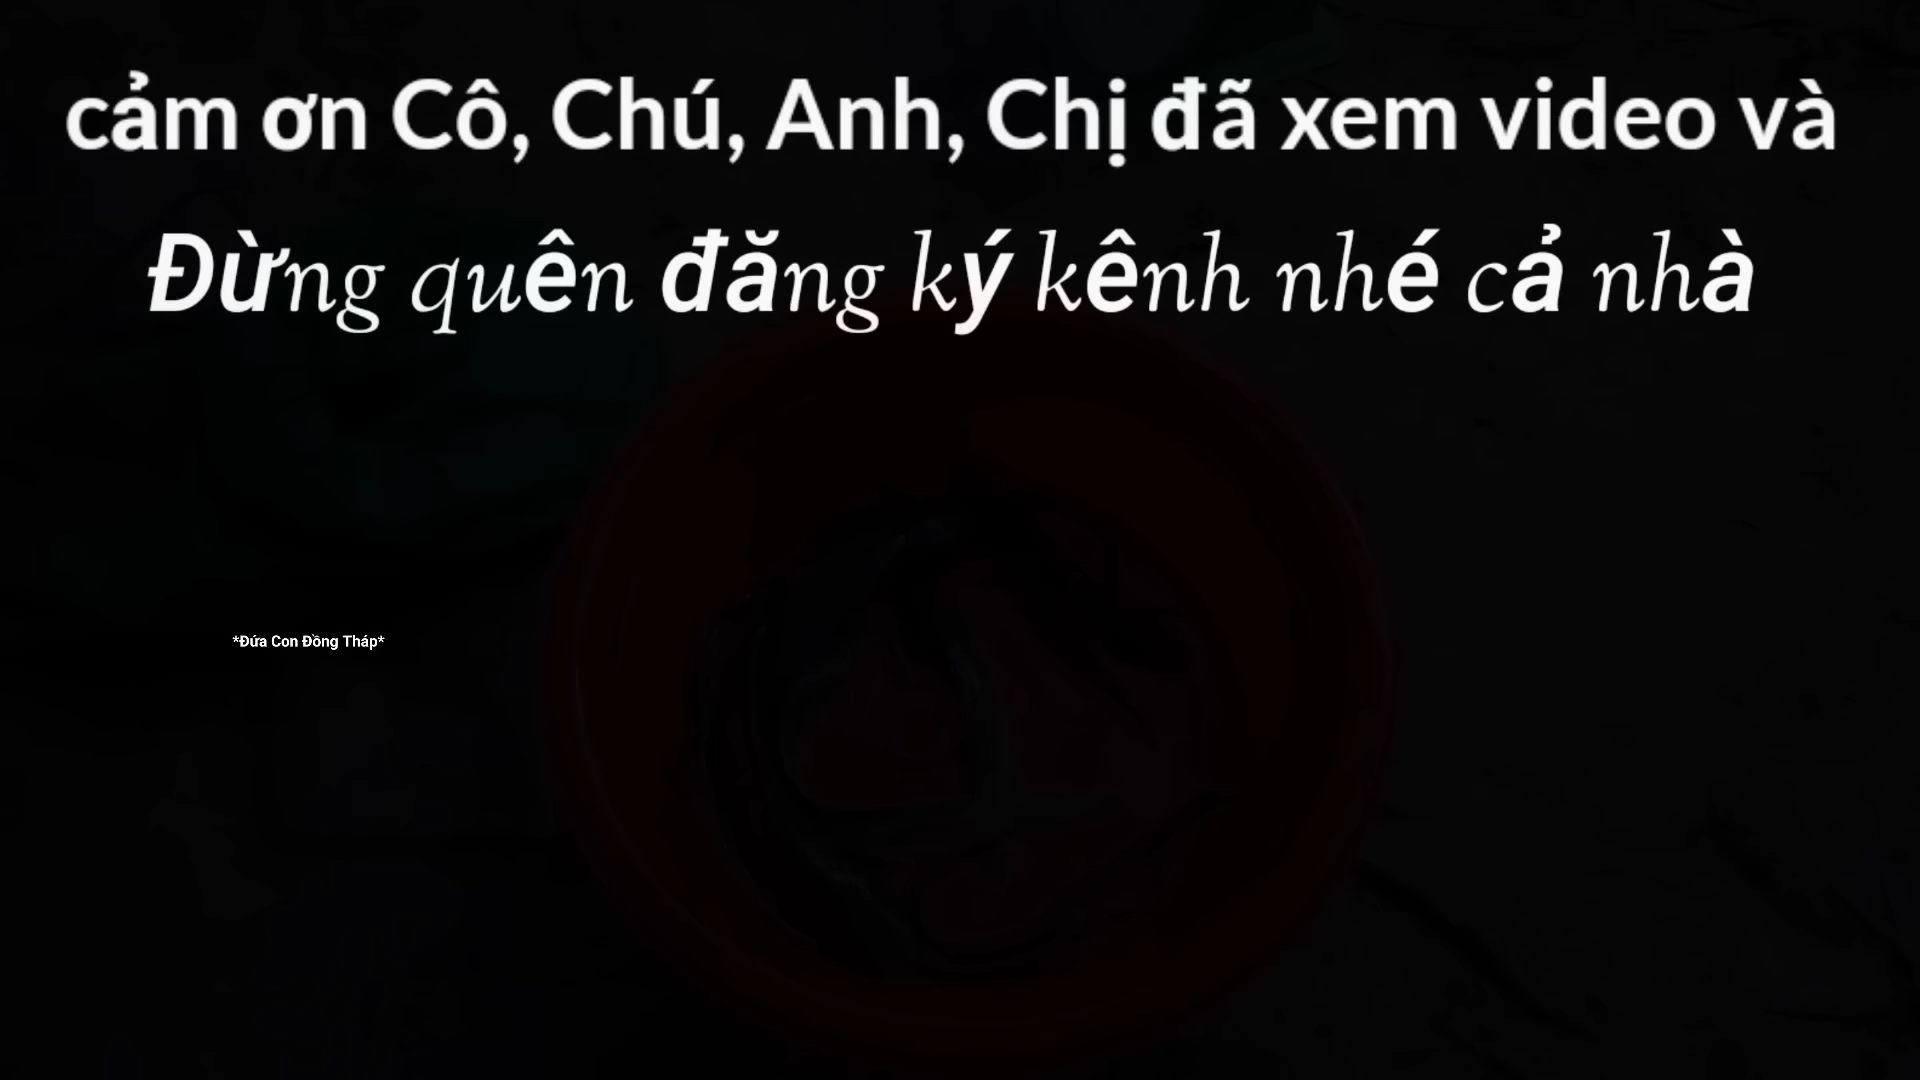 cảm ơn Cô, Chú, Anh, Chị đã xem video và
Đừng quên đăng ký kênh nhé cả nhà
*Đứa Con Đồng Tháp*